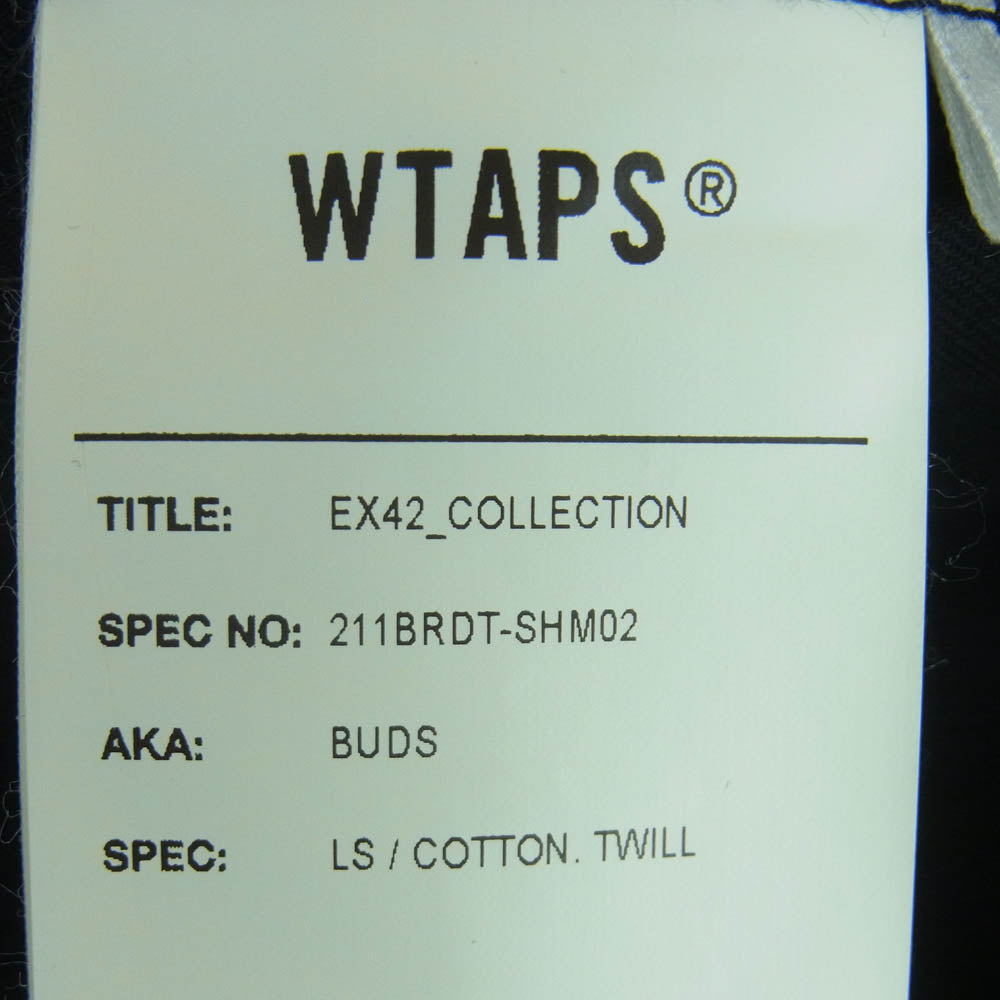 WTAPS®
TITLE: EX42_COLLECTION
SPEC NO: 211BRDT-SHM02
AKA: BUDS
SPEC: LS / COTTON. TWILL